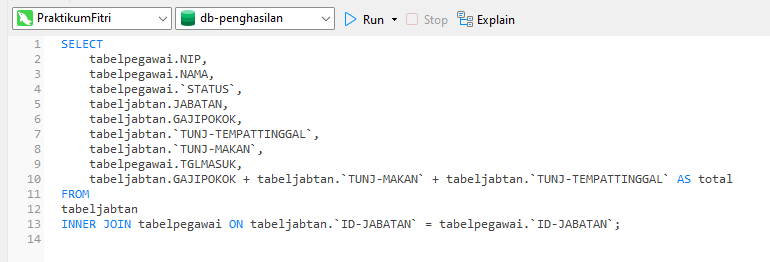 PraktikumFitri db-penghasilan Run Stop Explain
1 SELECT
2 tabelpegawai.NIP,
3 tabelpegawai.NAMA,
4 tabelpegawai.`STATUS`,
5 tabeljabtan.JABATAN,
6 tabeljabtan.GAJIPOKOK,
7 tabeljabtan.`TUNJ-TEMPATTINGGAL`,
8 tabeljabtan.`TUNJ-MAKAN`,
9 tabelpegawai.TGLMASUK,
10 tabeljabtan.GAJIPOKOK + tabeljabtan.`TUNJ-MAKAN` + tabeljabtan.`TUNJ-TEMPATTINGGAL` AS total
11 FROM
12 tabeljabtan
13 INNER JOIN tabelpegawai ON tabeljabtan.`ID-JABATAN` = tabelpegawai.`ID-JABATAN`;
14